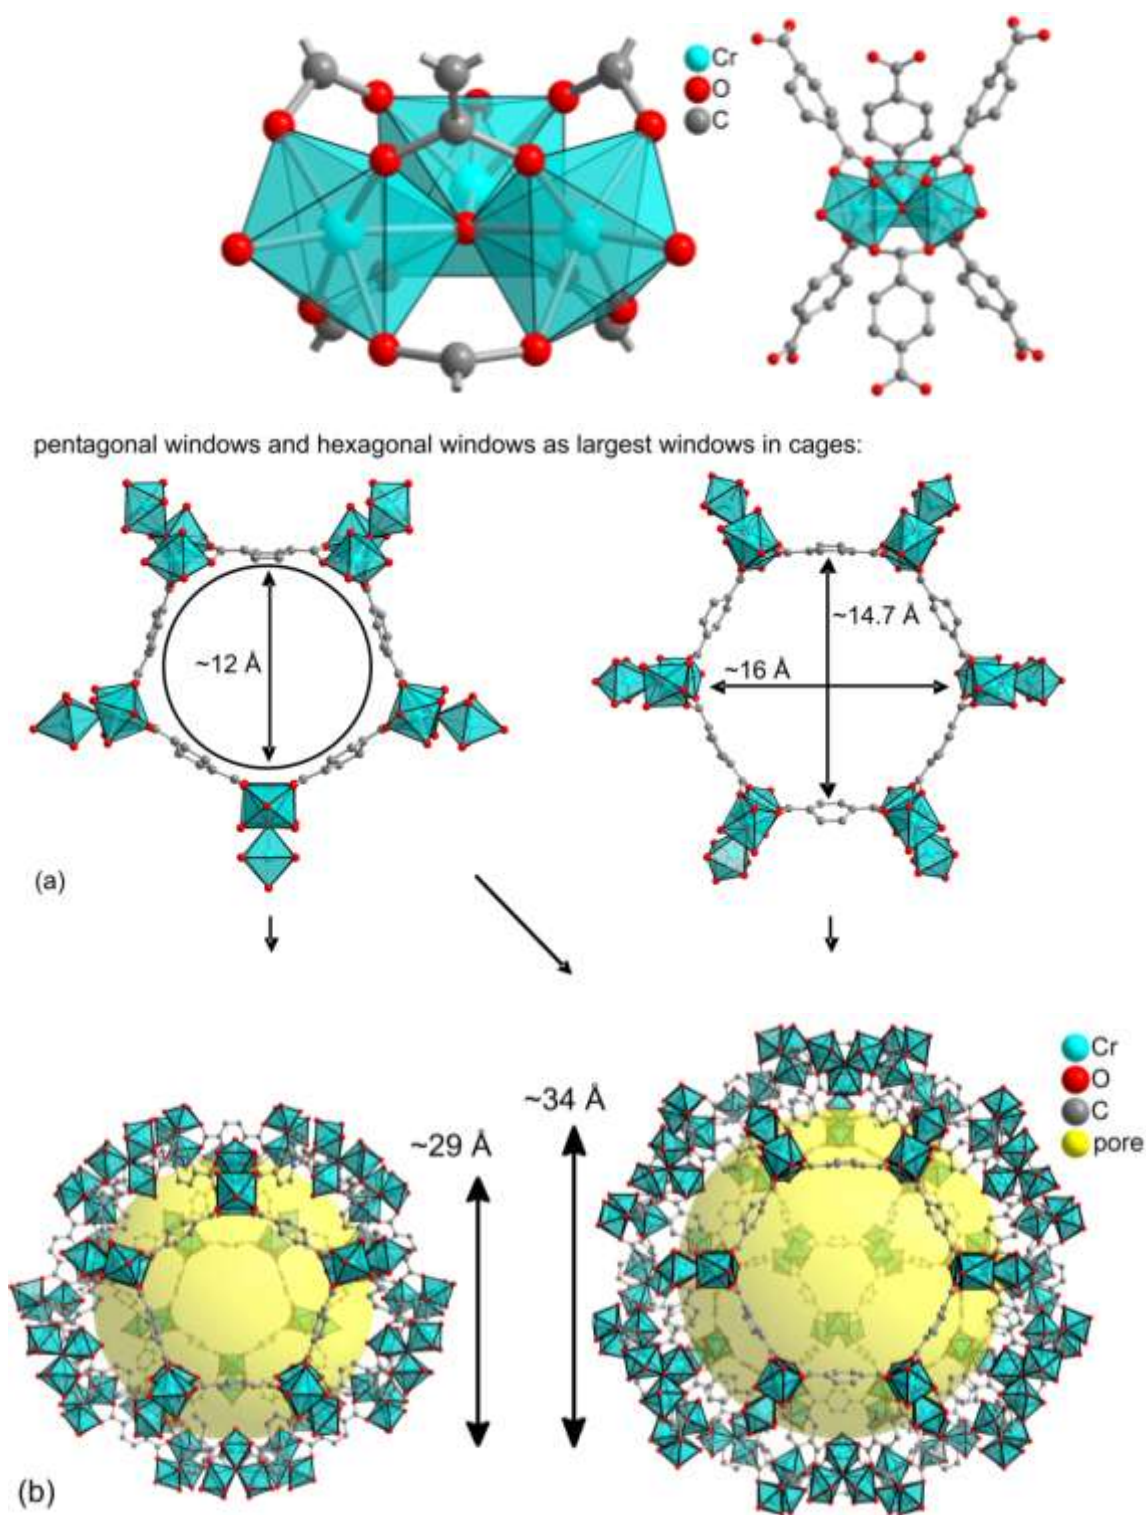 Cr
O
C
pentagonal windows and hexagonal windows as largest windows in cages:
~12 Å
~14.7 Å
~16 Å
(a)
~29 Å
~34 Å
Cr
O
C
pore
(b)